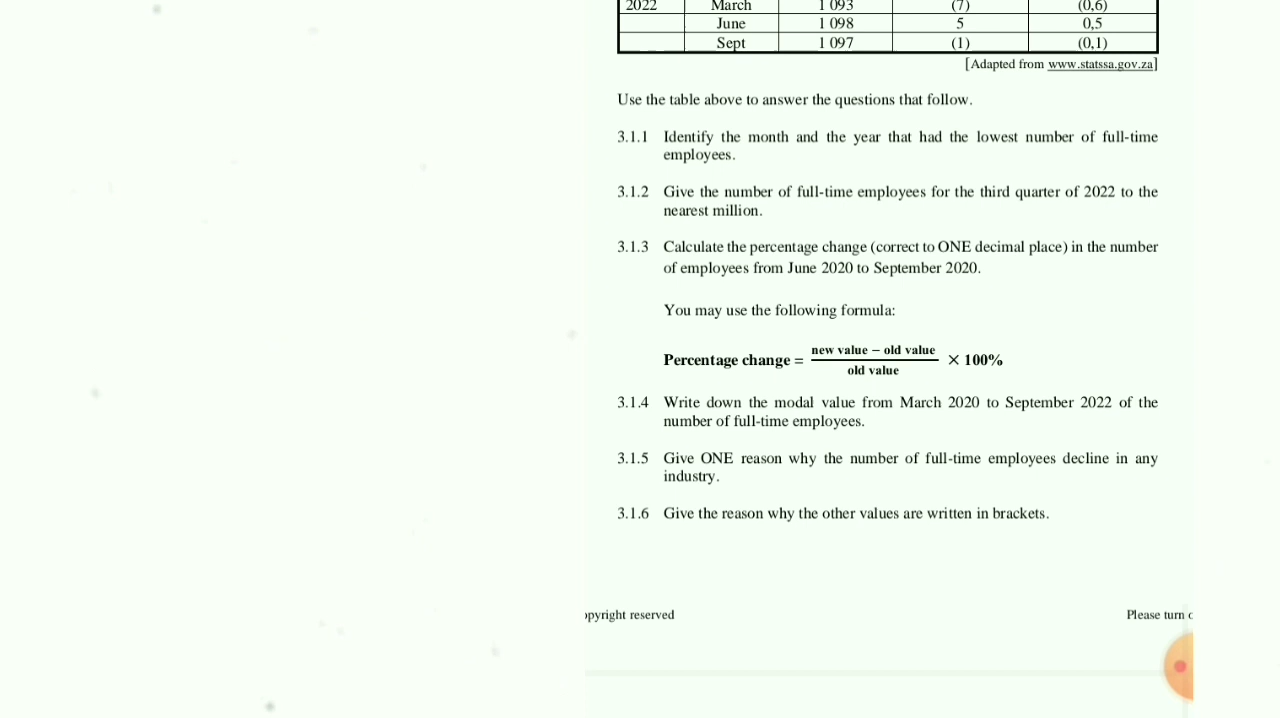 2022 March 1 093 (7) (0,6)
June 1 098 5 0,5
Sept 1 097 (1) (0,1)
[Adapted from www.statssa.gov.za]
Use the table above to answer the questions that follow.
3.1.1 Identify the month and the year that had the lowest number of full-time
employees.
3.1.2 Give the number of full-time employees for the third quarter of 2022 to the
nearest million.
3.1.3 Calculate the percentage change (correct to ONE decimal place) in the number
of employees from June 2020 to September 2020.
You may use the following formula:
Percentage change = new value – old value / old value × 100%
3.1.4 Write down the modal value from March 2020 to September 2022 of the
number of full-time employees.
3.1.5 Give ONE reason why the number of full-time employees decline in any
industry.
3.1.6 Give the reason why the other values are written in brackets.
opyright reserved Please turn